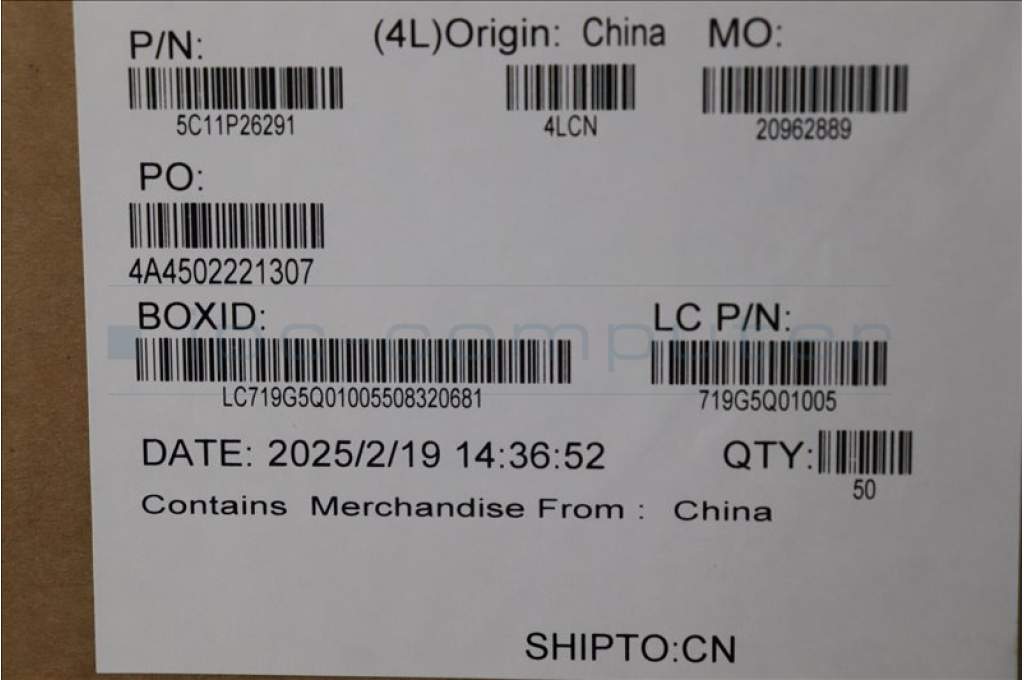 P/N:
(4L)Origin: China
MO:
5C11P26291
4LCN
20962889
PO:
4A4502221307
BOXID:
LC P/N:
LC719G5Q01005508320681
719G5Q01005
DATE: 2025/2/19 14:36:52
QTY:
50
Contains Merchandise From : China
SHIPTO:CN